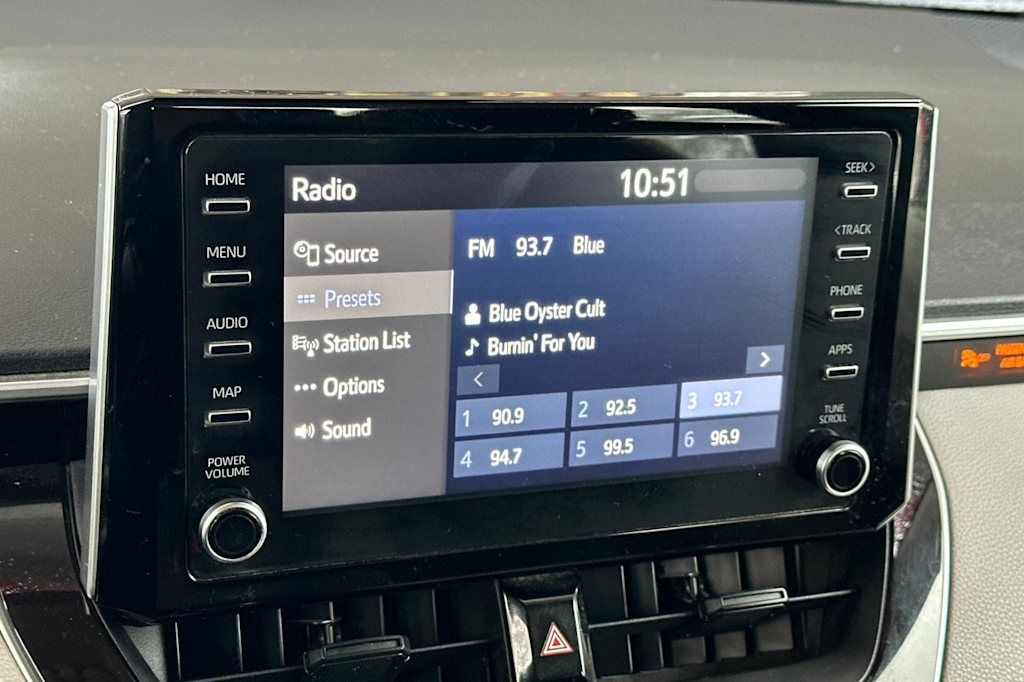 HOME
MENU
AUDIO
MAP
POWER
VOLUME
Radio 10:51
Source
Presets
Station List
Options
Sound
FM 93.7 Blue
Blue Oyster Cult
Burnin' For You
< >
1 90.9 2 92.5 3 93.7
4 94.7 5 99.5 6 96.9
SEEK>
<TRACK
PHONE
APPS
TUNE
SCROLL